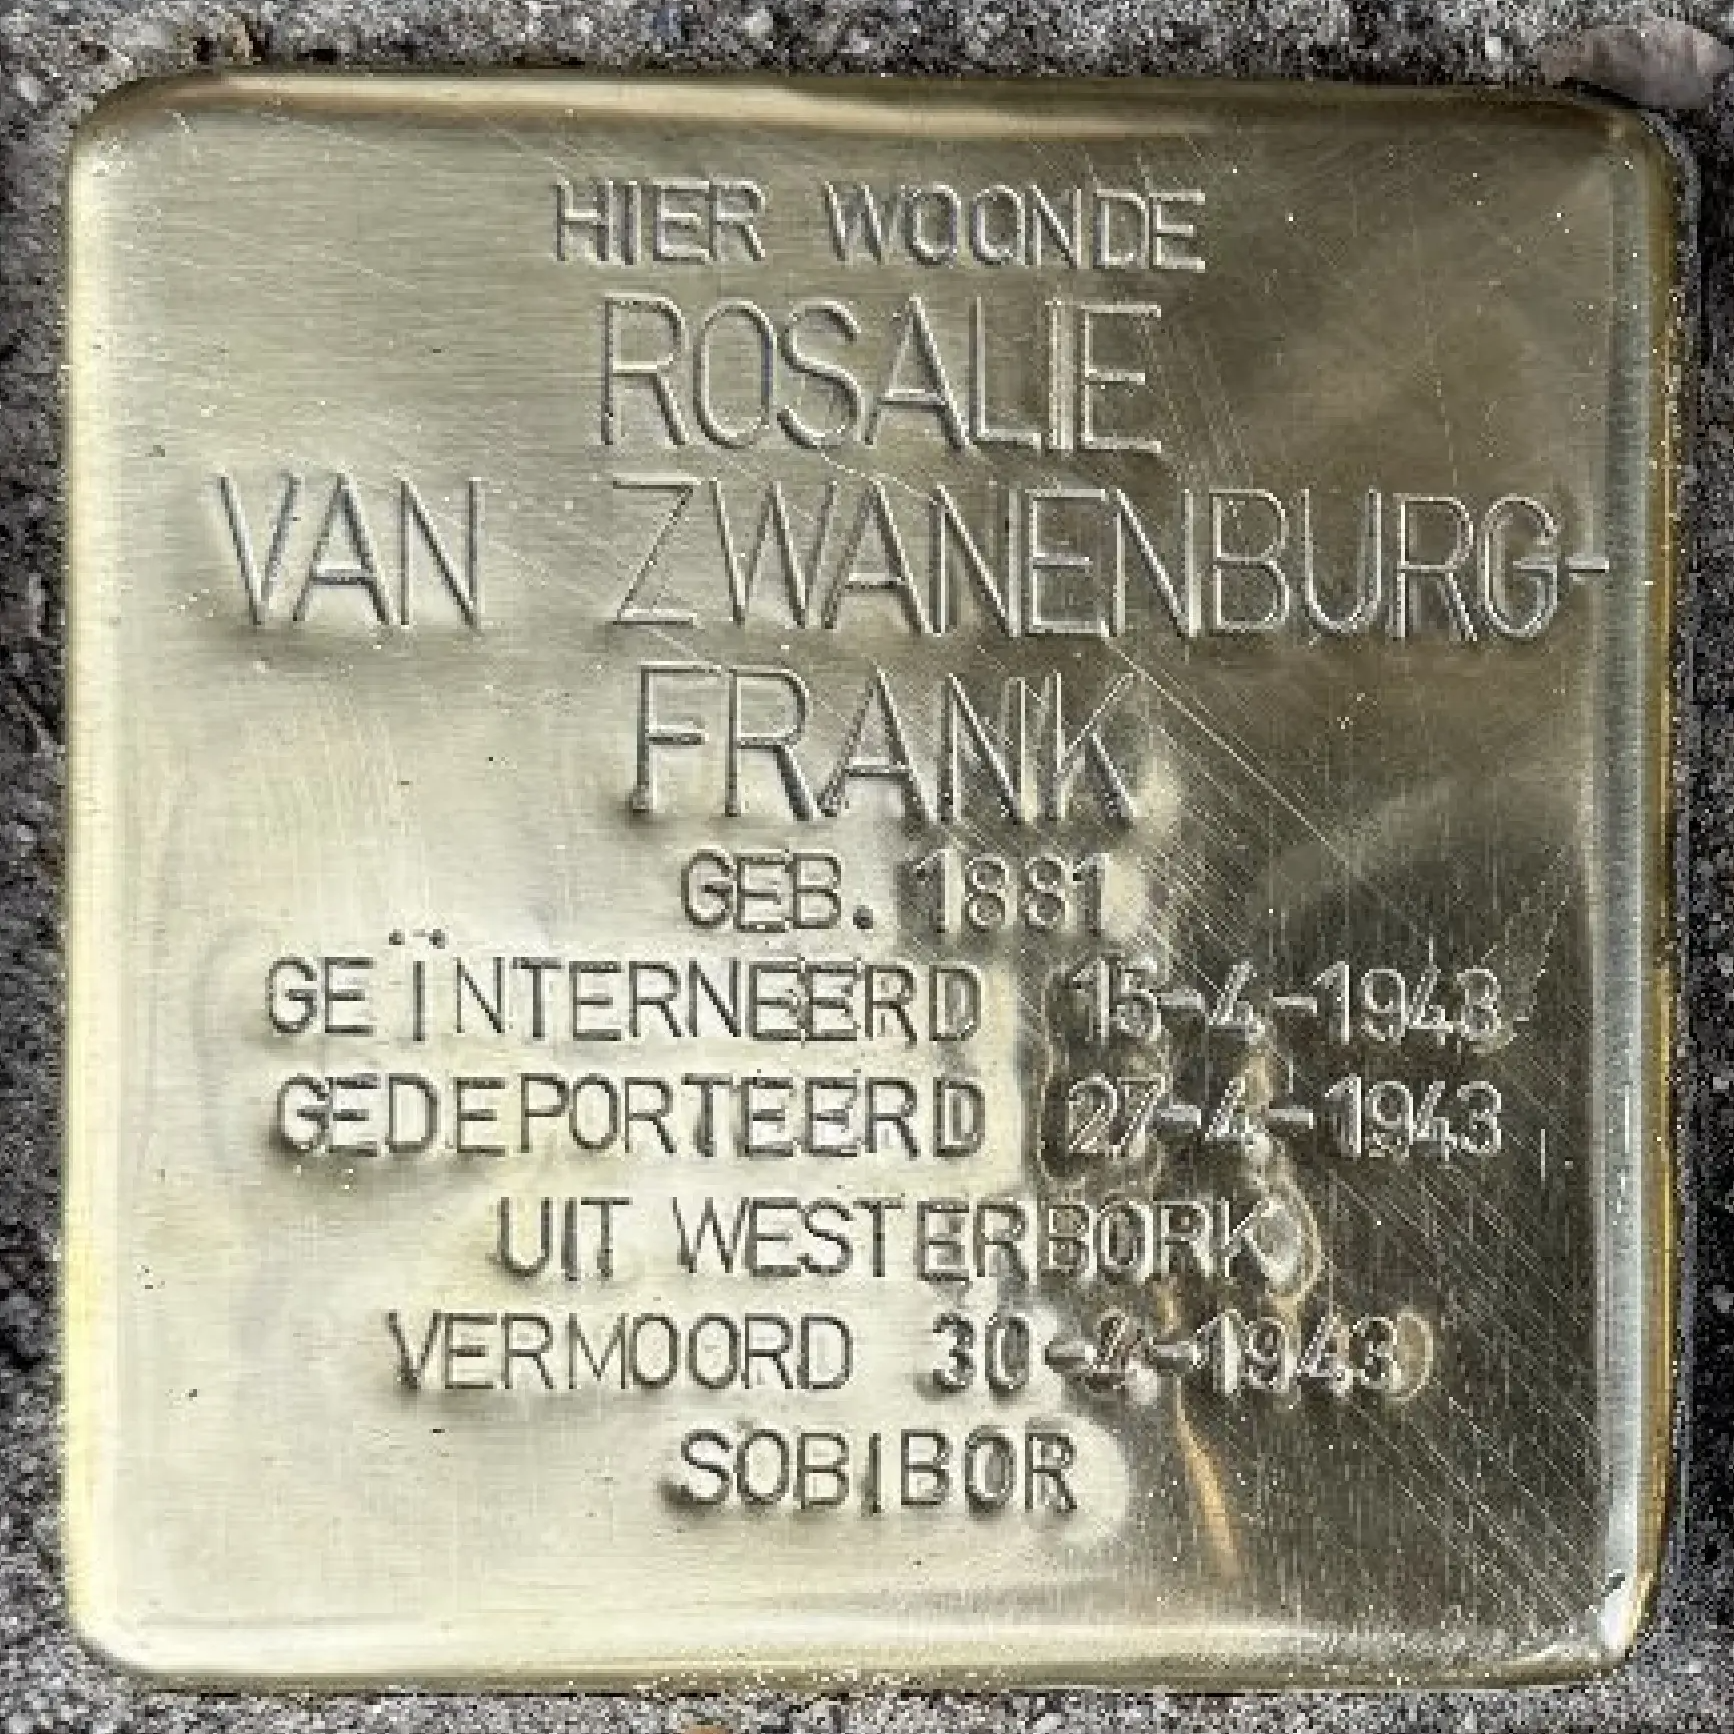 HIER WOONDE
ROSALIE
VAN ZWANENBURG-
FRANK
GEB. 1881
GEÏNTERNEERD 15-4-1943
GEDEPORTEERD 27-4-1943
UIT WESTERBORK
VERMOORD 30-4-1943
SOBIBOR